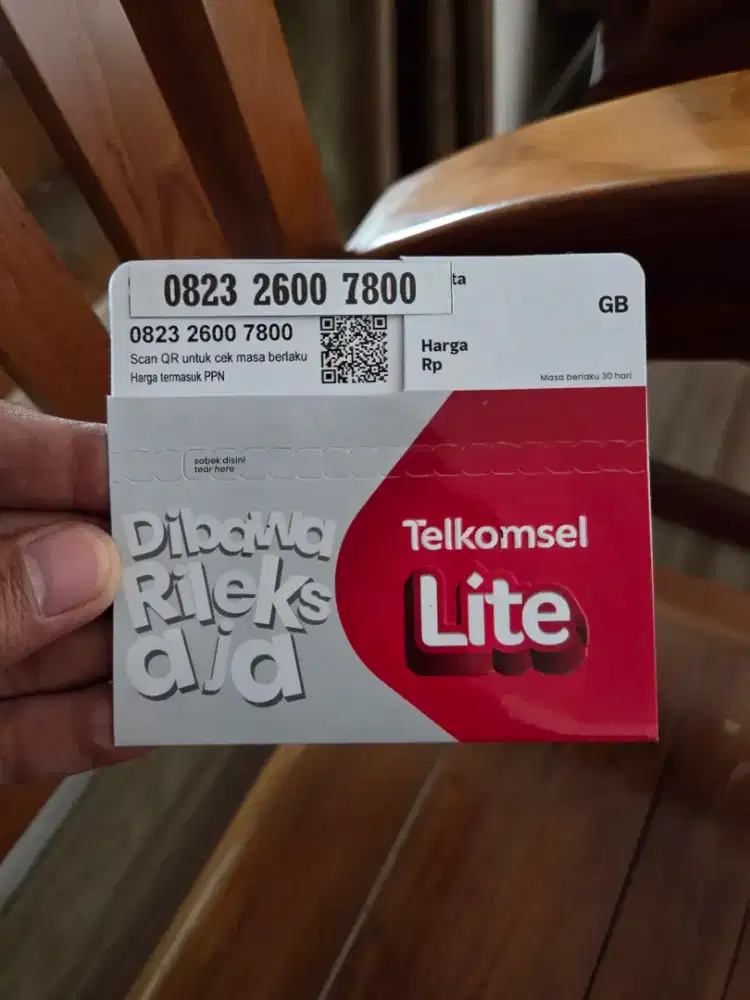 0823 2600 7800
ta
GB
0823 2600 7800
Scan QR untuk cek masa berlaku
Harga termasuk PPN
Harga
Rp
Masa berlaku 30 hari
sobek disini
tear here
Dibawa
Rileks
aja
Telkomsel
Lite